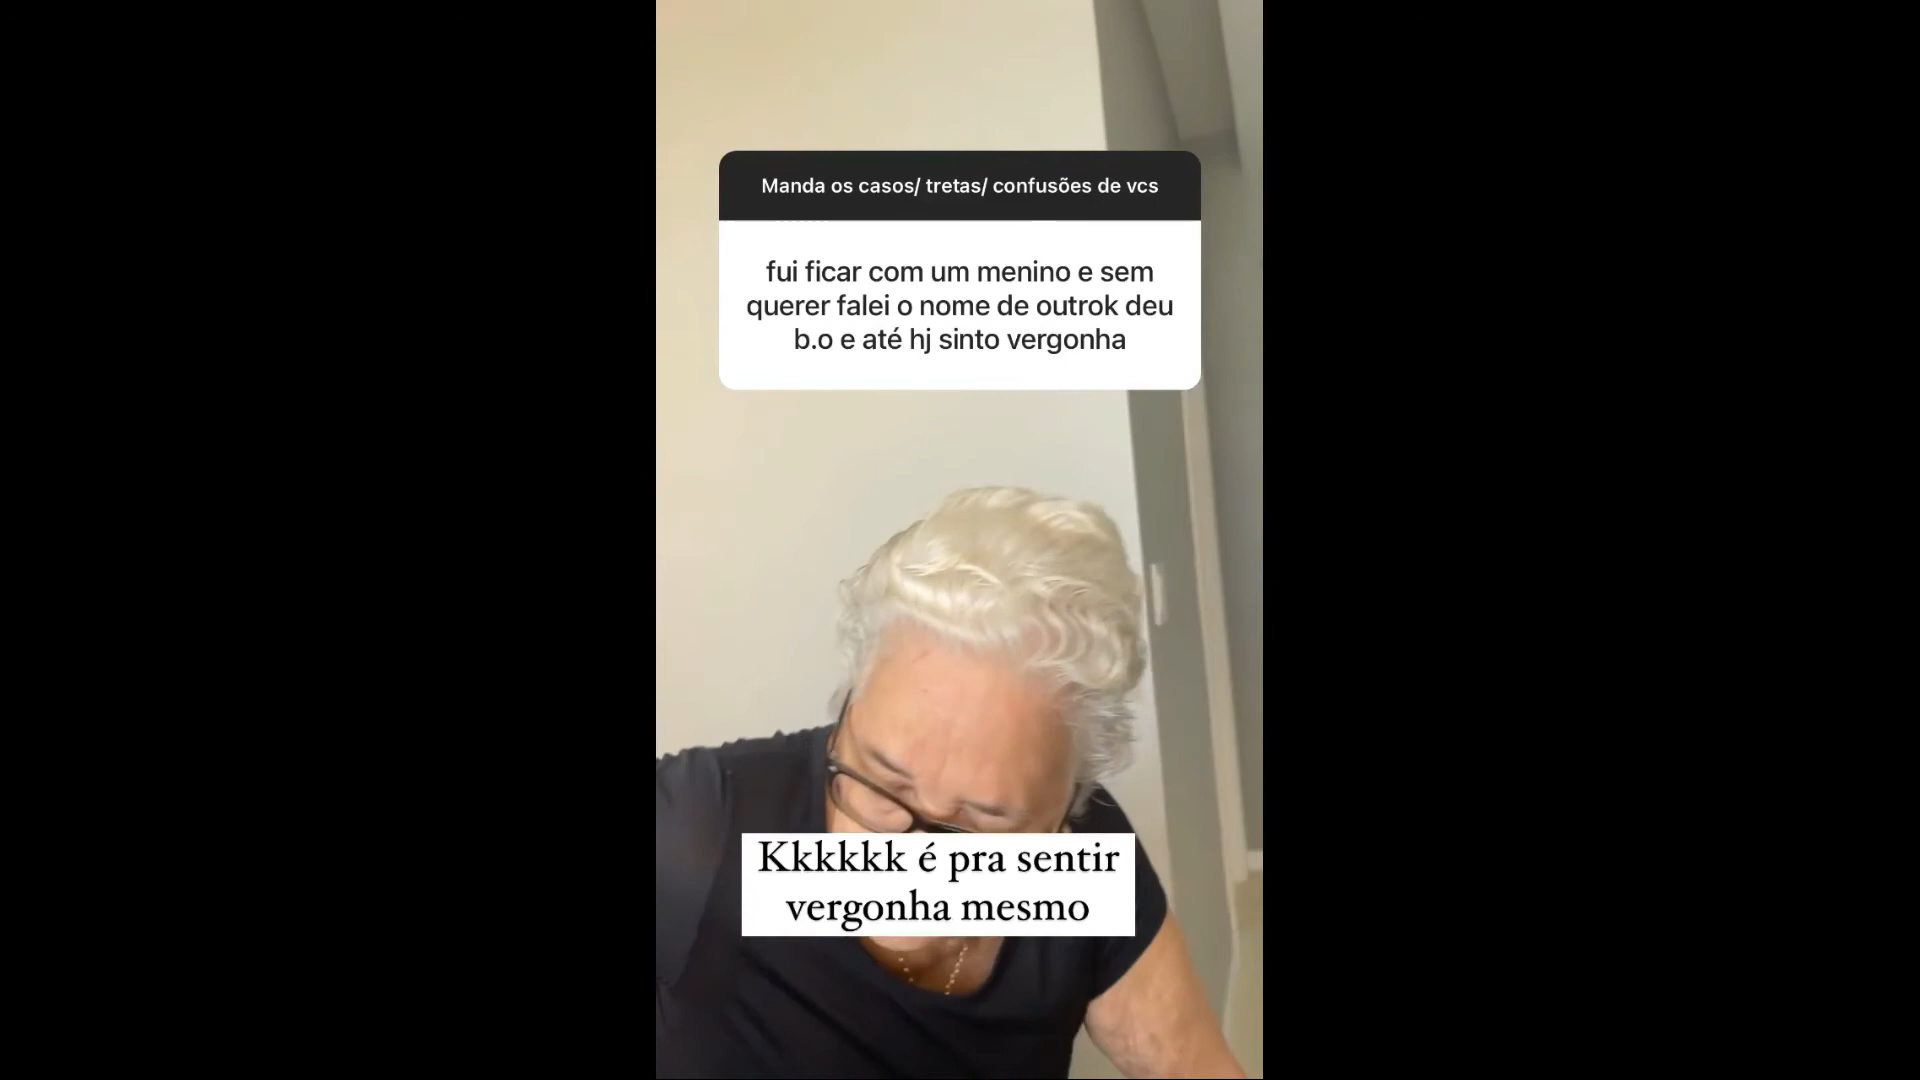 Manda os casos/ tretas/ confusões de vcs
fui ficar com um menino e sem
querer falei o nome de outrok deu
b.o e até hj sinto vergonha
Kkkkkk é pra sentir
vergonha mesmo